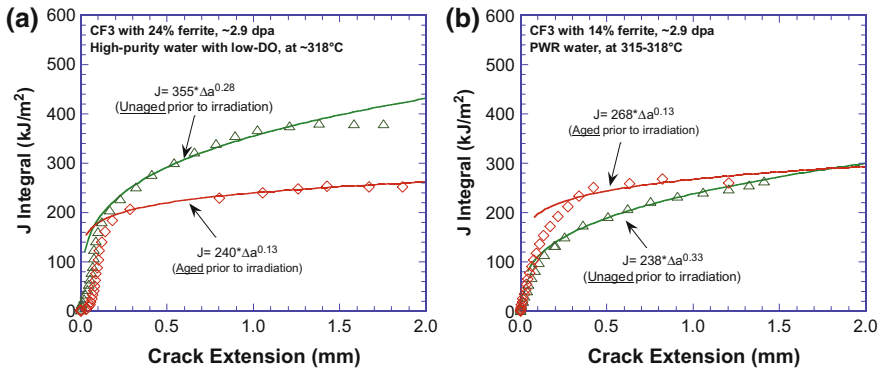 (a)
CF3 with 24% ferrite, ~2.9 dpa
High-purity water with low-DO, at ~318°C
J= 355*Δa^0.28
(Unaged prior to irradiation)
J= 240*Δa^0.13
(Aged prior to irradiation)
J Integral (kJ/m²)
600
500
400
300
200
100
0
0.0 0.5 1.0 1.5 2.0
Crack Extension (mm)
(b)
CF3 with 14% ferrite, ~2.9 dpa
PWR water, at 315-318°C
J= 268*Δa^0.13
(Aged prior to irradiation)
J= 238*Δa^0.33
(Unaged prior to irradiation)
J Integral (kJ/m²)
600
500
400
300
200
100
0
0.0 0.5 1.0 1.5 2.0
Crack Extension (mm)